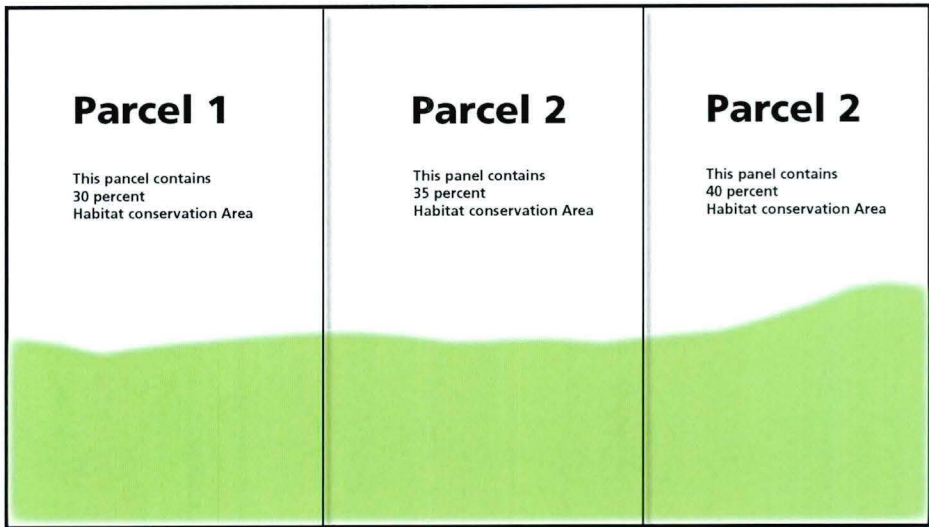 Parcel 1
This pancel contains
30 percent
Habitat conservation Area
Parcel 2
This panel contains
35 percent
Habitat conservation Area
Parcel 2
This panel contains
40 percent
Habitat conservation Area